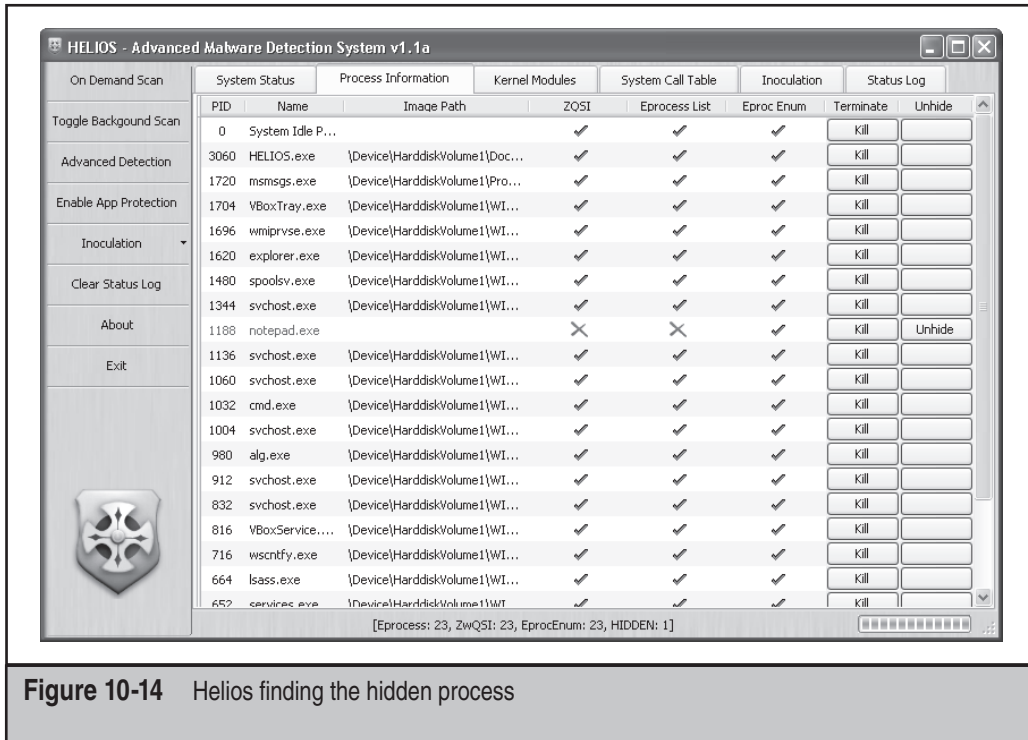 HELIOS - Advanced Malware Detection System v1.1a
On Demand Scan
Toggle Backgound Scan
Advanced Detection
Enable App Protection
Inoculation
Clear Status Log
About
Exit
System Status Process Information Kernel Modules System Call Table Inoculation Status Log
PID Name Image Path ZQSI Eprocess List Eproc Enum Terminate Unhide
0 System Idle P... Kill
3060 HELIOS.exe \Device\HarddiskVolume1\Doc... Kill
1720 msmsgs.exe \Device\HarddiskVolume1\Pro... Kill
1704 VBoxTray.exe \Device\HarddiskVolume1\WI... Kill
1696 wmiprvse.exe \Device\HarddiskVolume1\WI... Kill
1620 explorer.exe \Device\HarddiskVolume1\WI... Kill
1480 spoolsv.exe \Device\HarddiskVolume1\WI... Kill
1344 svchost.exe \Device\HarddiskVolume1\WI... Kill
1188 notepad.exe Kill Unhide
1136 svchost.exe \Device\HarddiskVolume1\WI... Kill
1060 svchost.exe \Device\HarddiskVolume1\WI... Kill
1032 cmd.exe \Device\HarddiskVolume1\WI... Kill
1004 svchost.exe \Device\HarddiskVolume1\WI... Kill
980 alg.exe \Device\HarddiskVolume1\WI... Kill
912 svchost.exe \Device\HarddiskVolume1\WI... Kill
832 svchost.exe \Device\HarddiskVolume1\WI... Kill
816 VBoxService.... \Device\HarddiskVolume1\WI... Kill
716 wscntfy.exe \Device\HarddiskVolume1\WI... Kill
664 lsass.exe \Device\HarddiskVolume1\WI... Kill
652 services.exe \Device\HarddiskVolume1\WI... Kill
[Eprocess: 23, ZwQSI: 23, EprocEnum: 23, HIDDEN: 1]
Figure 10-14 Helios finding the hidden process